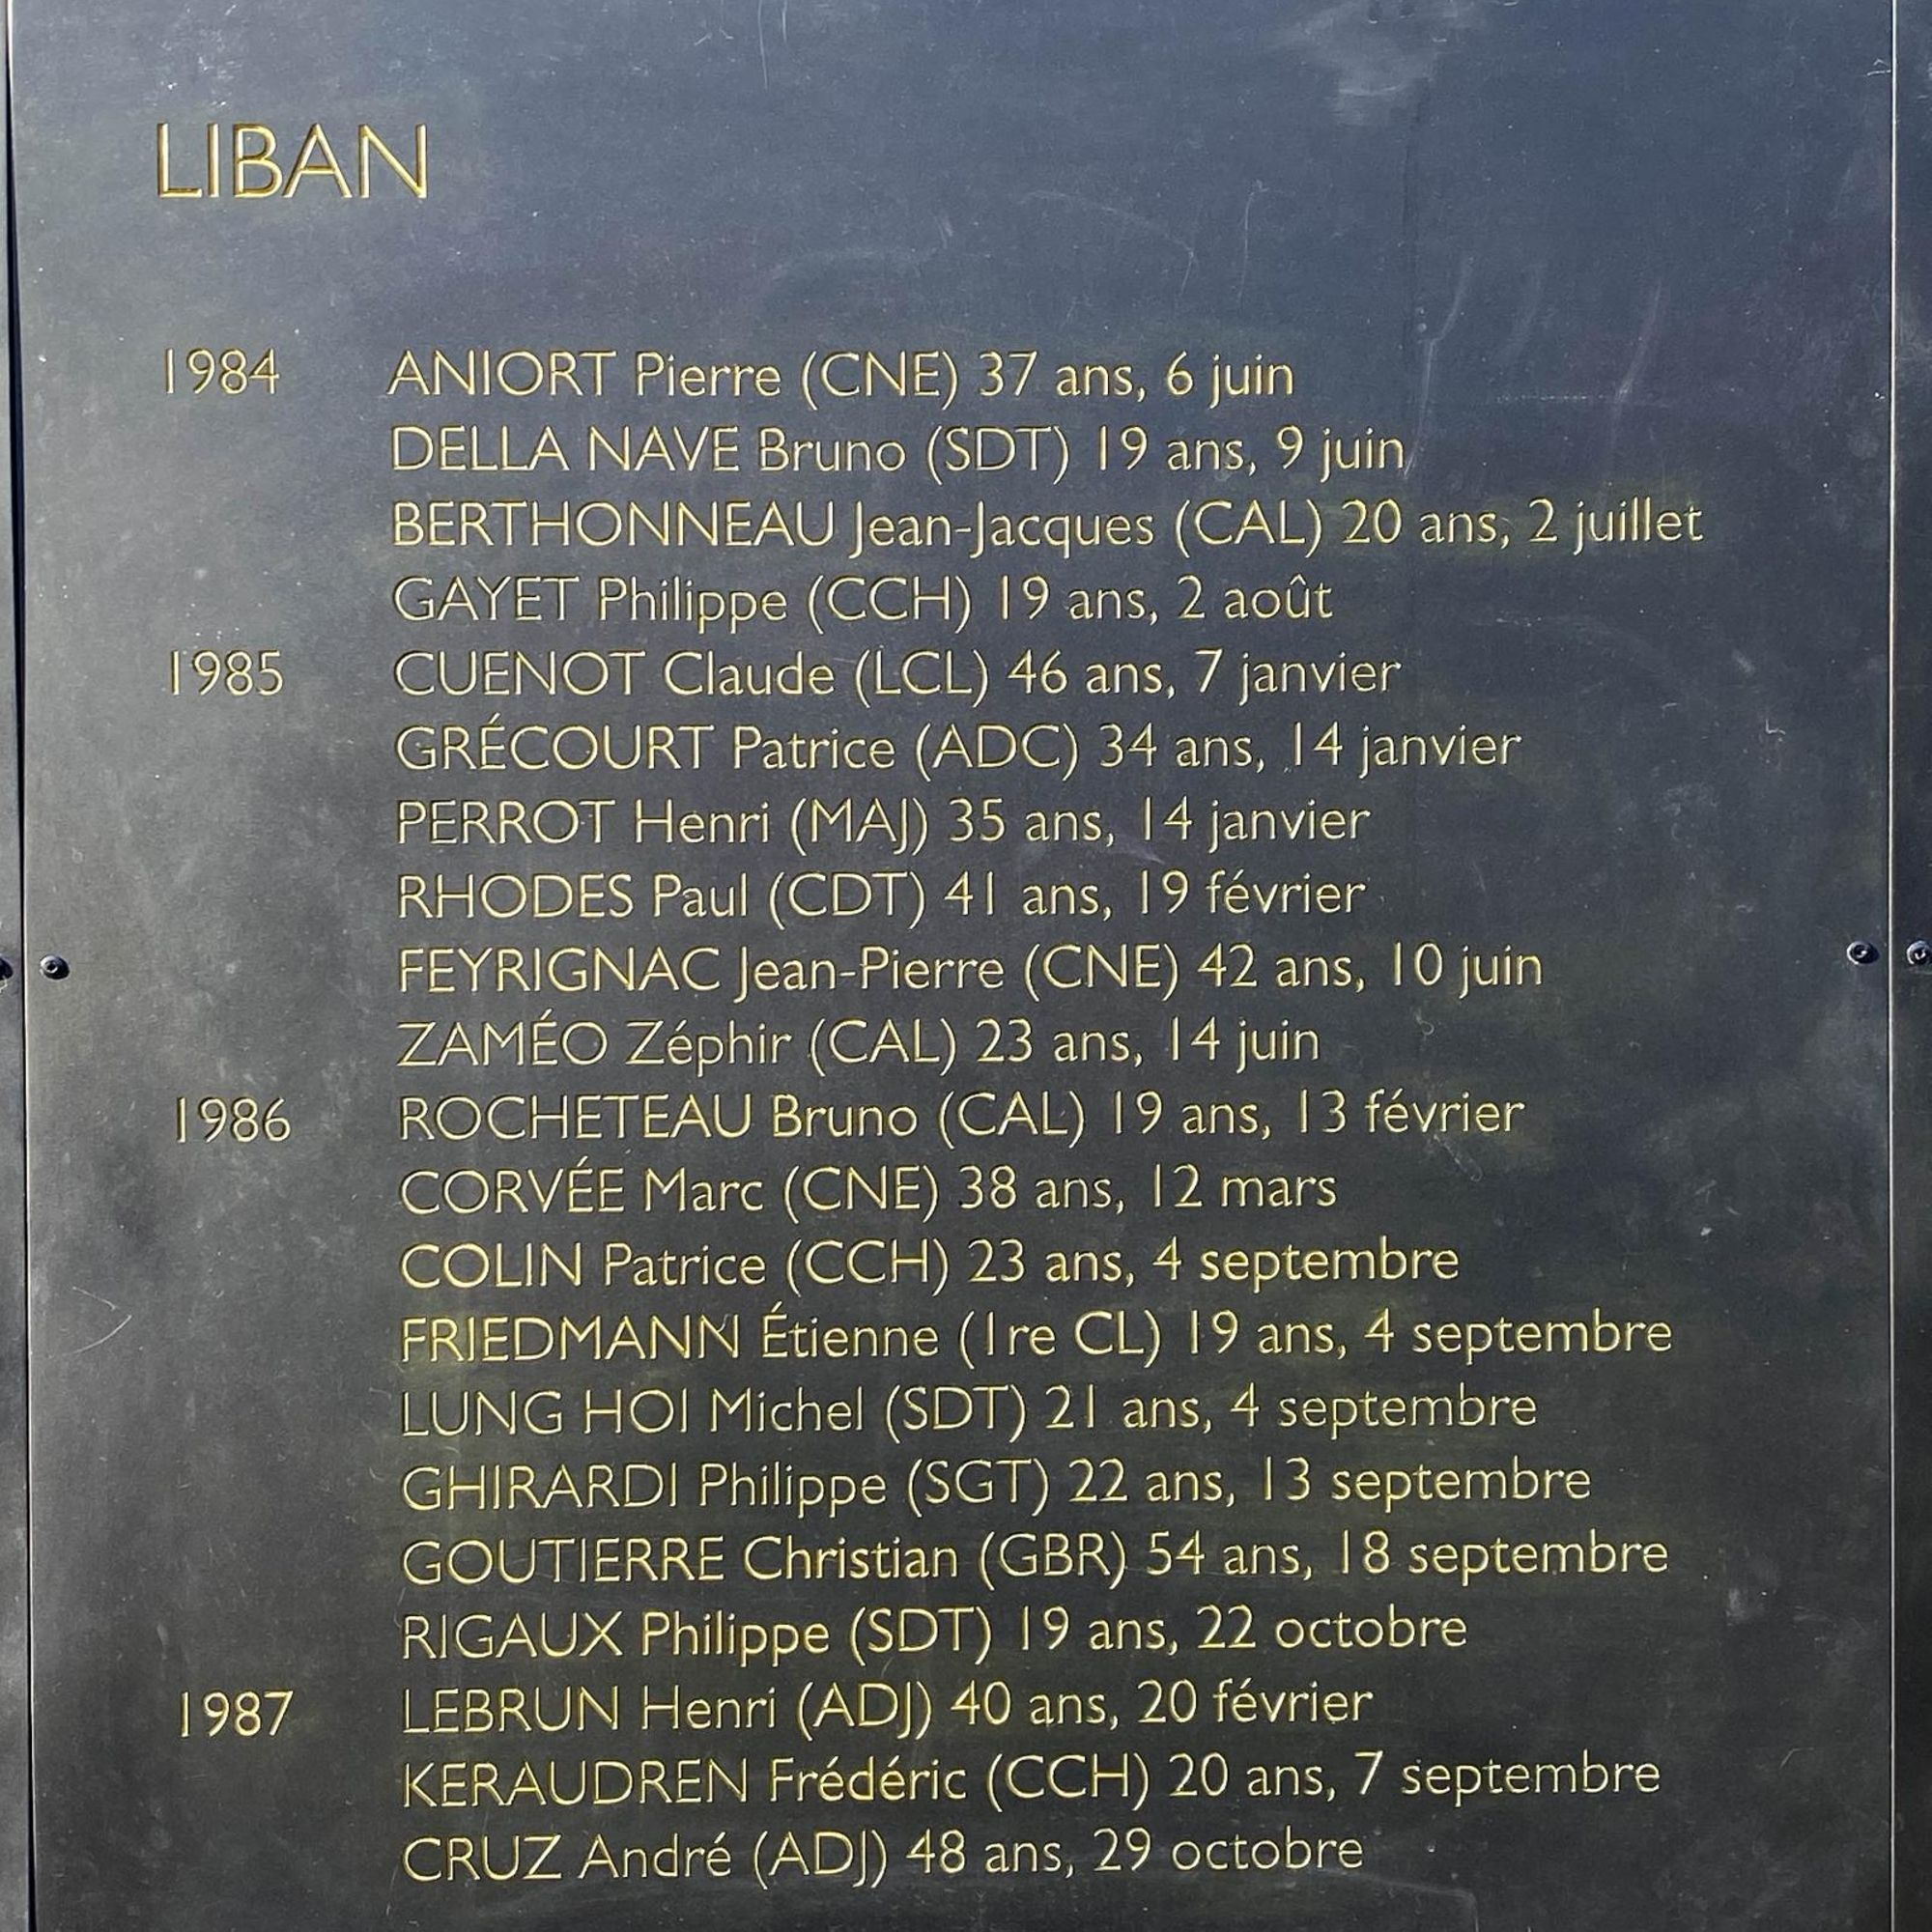 LIBAN
1984 ANIORT Pierre (CNE) 37 ans, 6 juin
DELLA NAVE Bruno (SDT) 19 ans, 9 juin
BERTHONNEAU Jean-Jacques (CAL) 20 ans, 2 juillet
GAYET Philippe (CCH) 19 ans, 2 août
1985 CUENOT Claude (LCL) 46 ans, 7 janvier
GRÉCOURT Patrice (ADC) 34 ans, 14 janvier
PERROT Henri (MAJ) 35 ans, 14 janvier
RHODES Paul (CDT) 41 ans, 19 février
FEYRIGNAC Jean-Pierre (CNE) 42 ans, 10 juin
ZAMÉO Zéphir (CAL) 23 ans, 14 juin
1986 ROCHETEAU Bruno (CAL) 19 ans, 13 février
CORVÉE Marc (CNE) 38 ans, 12 mars
COLIN Patrice (CCH) 23 ans, 4 septembre
FRIEDMANN Étienne (1re CL) 19 ans, 4 septembre
LUNG HOI Michel (SDT) 21 ans, 4 septembre
GHIRARDI Philippe (SGT) 22 ans, 13 septembre
GOUTIERRE Christian (GBR) 54 ans, 18 septembre
RIGAUX Philippe (SDT) 19 ans, 22 octobre
1987 LEBRUN Henri (ADJ) 40 ans, 20 février
KERAUDREN Frédéric (CCH) 20 ans, 7 septembre
CRUZ André (ADJ) 48 ans, 29 octobre